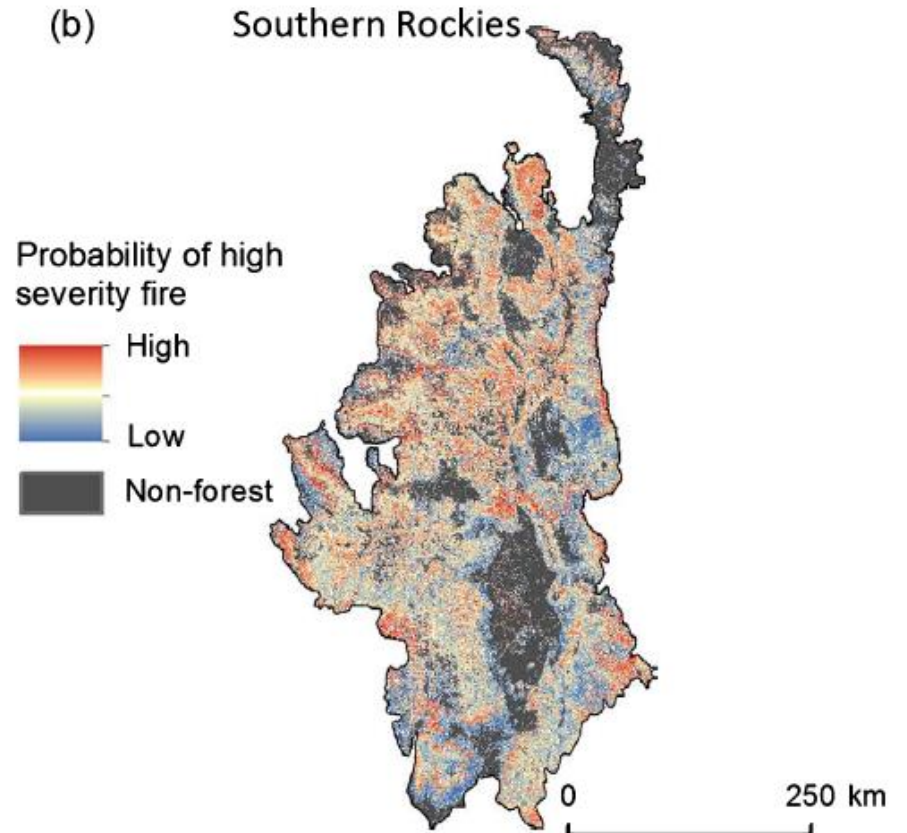 (b)
Southern Rockies
Probability of high
severity fire
High
Low
Non-forest
0
250 km